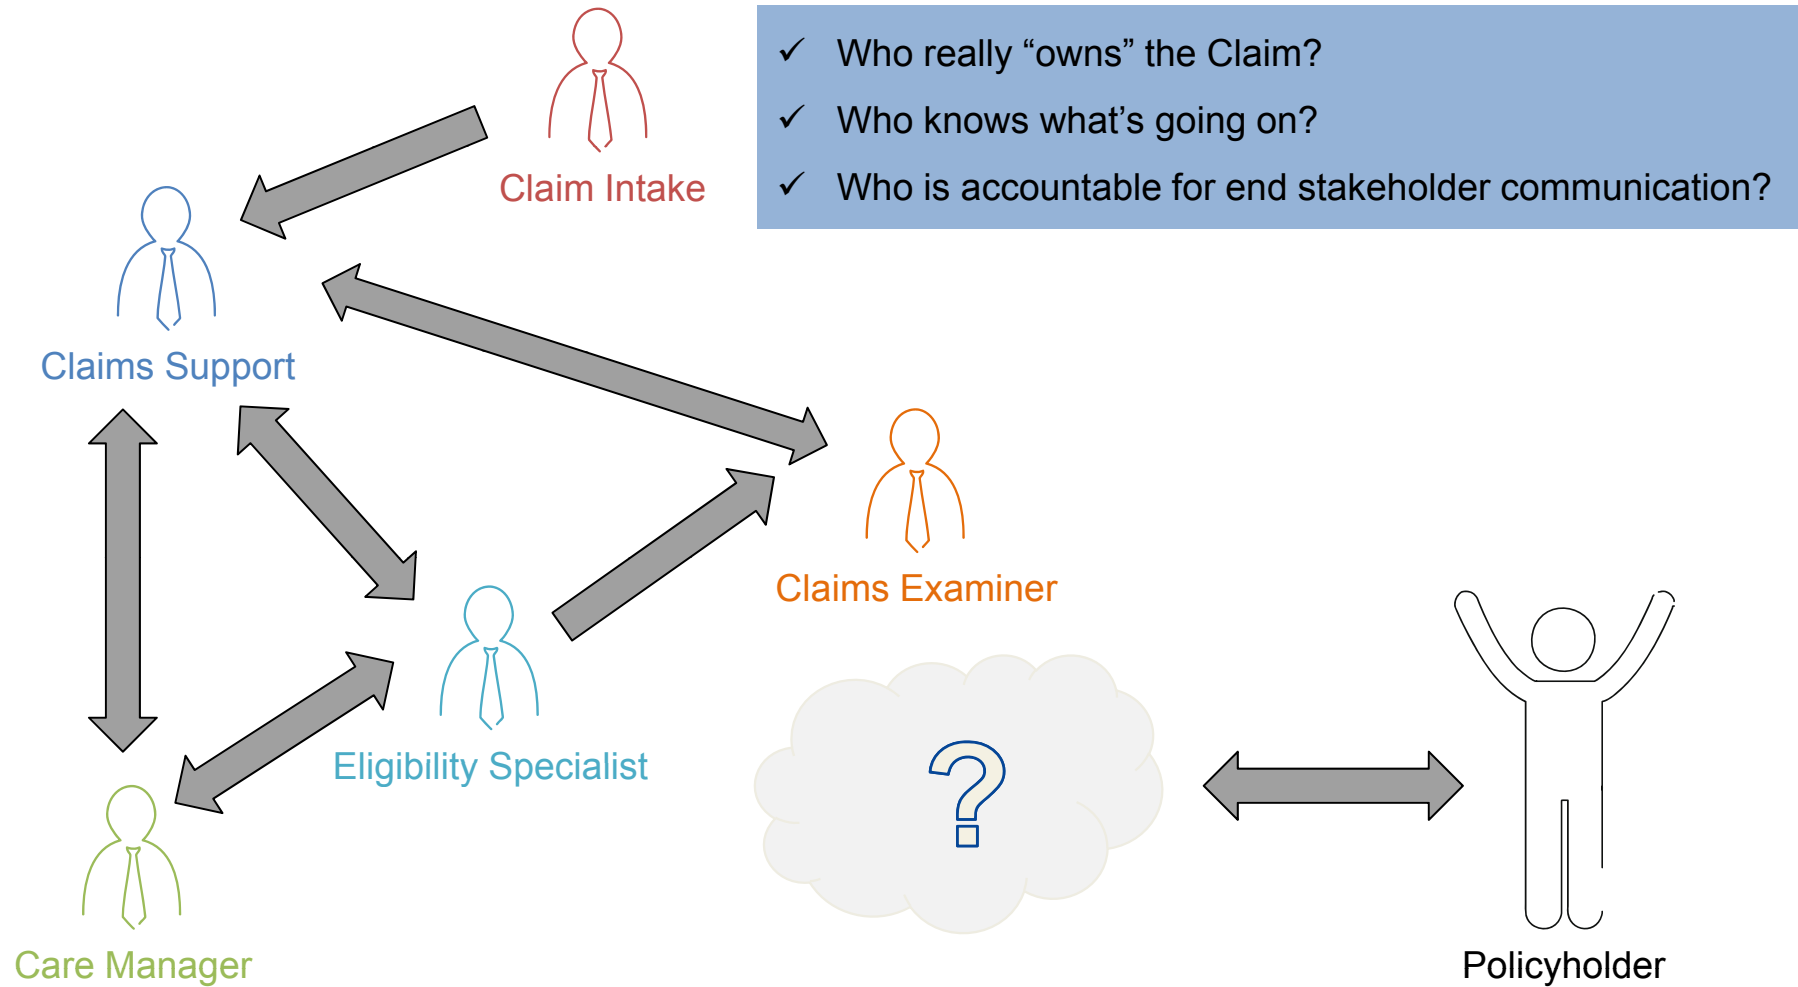 Who really “owns” the Claim?
Who knows what’s going on?
Who is accountable for end stakeholder communication?
Claim Intake
Claims Support
Claims Examiner
Eligibility Specialist
?
Care Manager
Policyholder